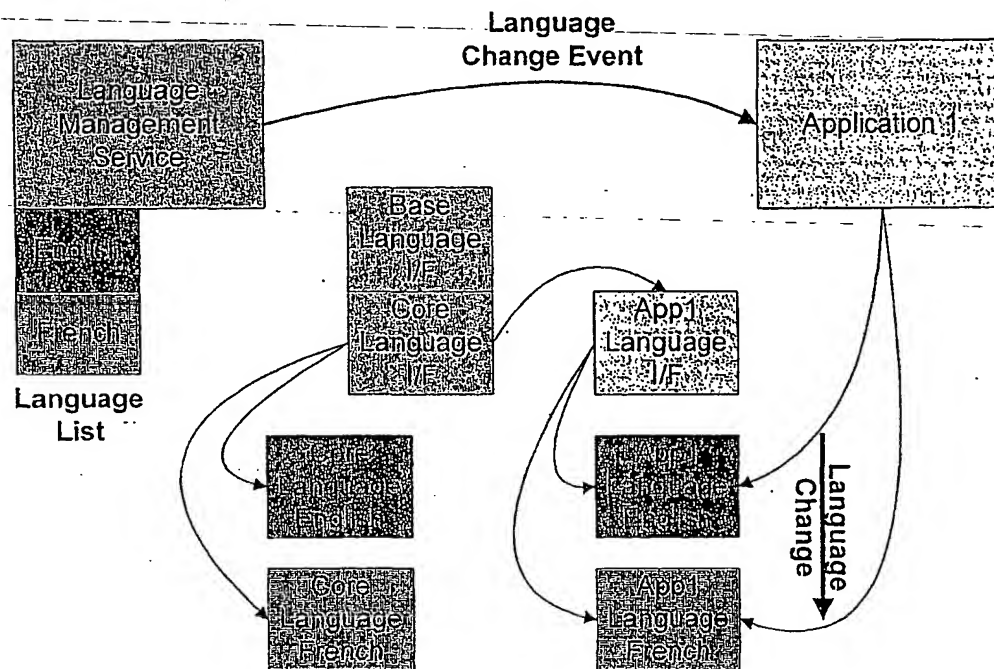 Language
Change Event
Language
Management
Service
Application 1
English
French
Language
List
Base
Language
I/F
Core
Language
I/F
App1
Language
I/F
Core
Language
English
App1
Language
English
Language
Change
Core
Language
French
App1
Language
French